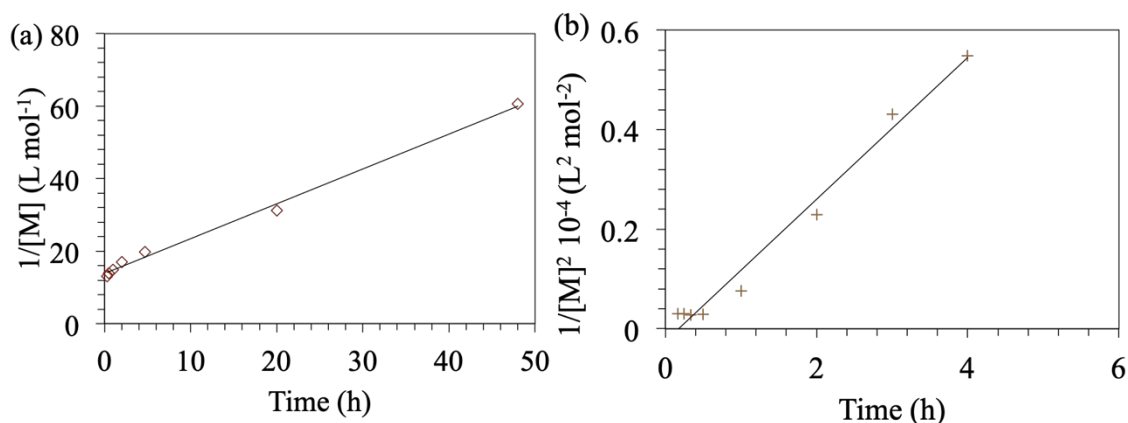 (a)
80
60
40
20
0
1/[M] (L mol⁻¹)
0 10 20 30 40 50
Time (h)
(b)
0.6
0.4
0.2
0
1/[M]² 10⁻⁴ (L² mol⁻²)
0 2 4 6
Time (h)